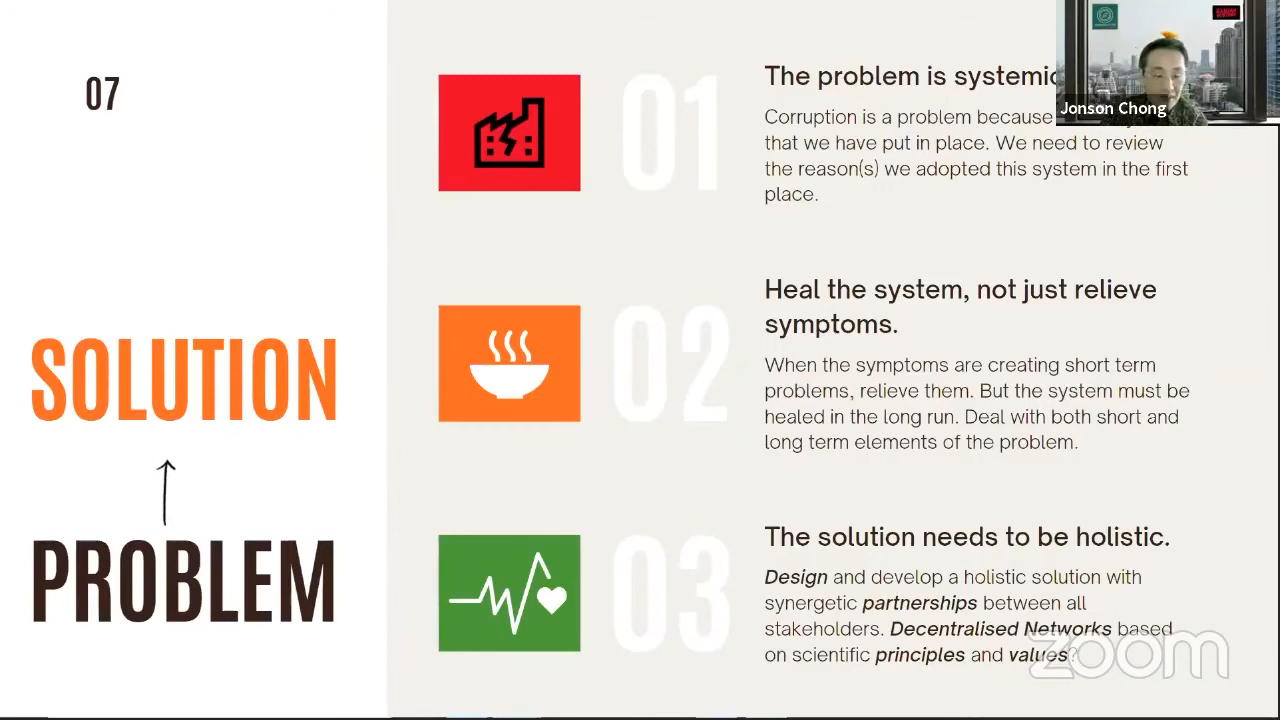 07
SOLUTION
PROBLEM
01
The problem is systemic
Corruption is a problem because
that we have put in place. We need to review
the reason(s) we adopted this system in the first
place.
02
Heal the system, not just relieve
symptoms.
When the symptoms are creating short term
problems, relieve them. But the system must be
healed in the long run. Deal with both short and
long term elements of the problem.
03
The solution needs to be holistic.
Design and develop a holistic solution with
synergetic partnerships between all
stakeholders. Decentralised Networks based
on scientific principles and values?
Jonson Chong
zoom